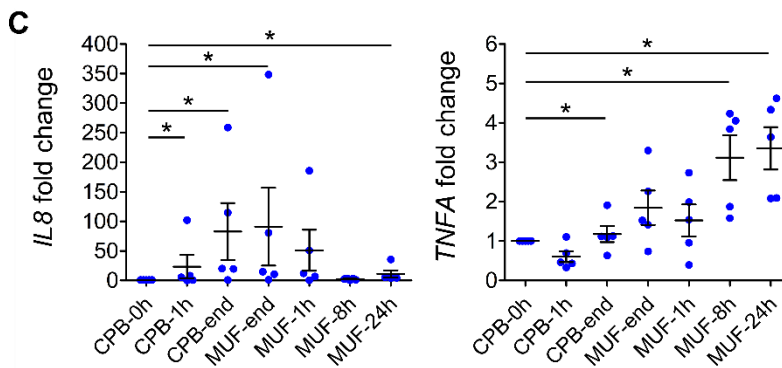 C
IL8 fold change
400
350
300
250
200
150
100
50
0
*
*
*
*
CPB-0h
CPB-1h
CPB-end
MUF-end
MUF-1h
MUF-8h
MUF-24h
TNFA fold change
6
5
4
3
2
1
0
*
*
*
CPB-0h
CPB-1h
CPB-end
MUF-end
MUF-1h
MUF-8h
MUF-24h